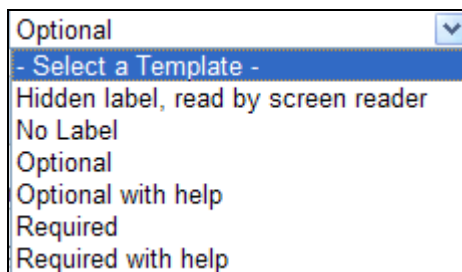 Optional
- Select a Template -
Hidden label, read by screen reader
No Label
Optional
Optional with help
Required
Required with help